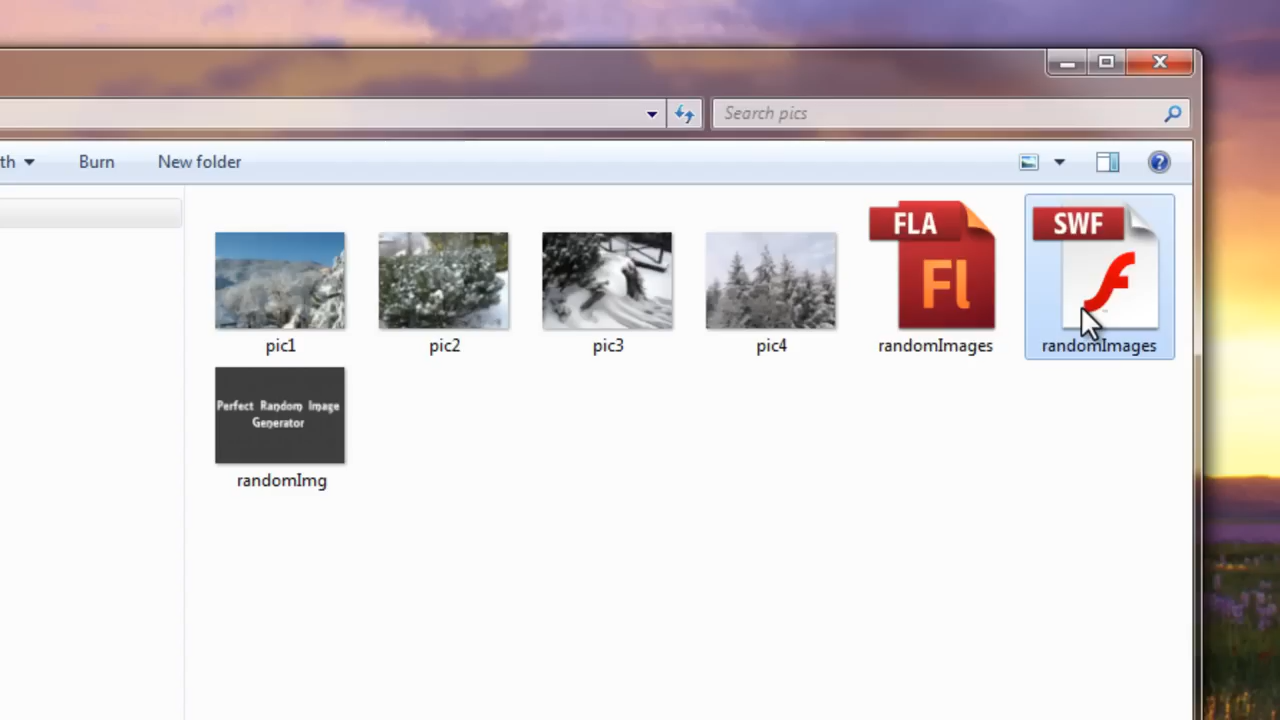 Search pics
th Burn New folder
FLA
Fl
SWF
pic1 pic2 pic3 pic4 randomImages randomImages
Perfect Random Image
Generator
randomImg